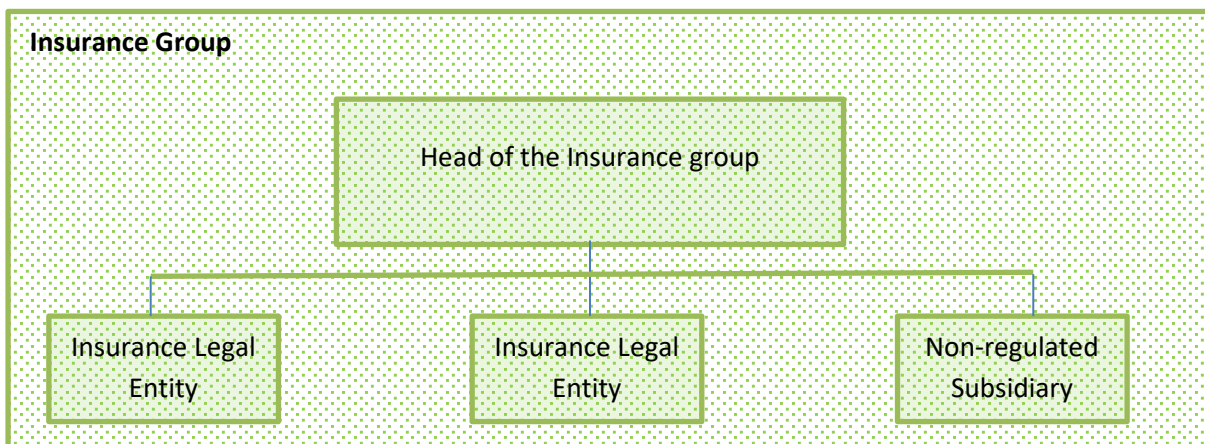 Insurance Group
Head of the Insurance group
Insurance Legal
Entity
Insurance Legal
Entity
Non-regulated
Subsidiary